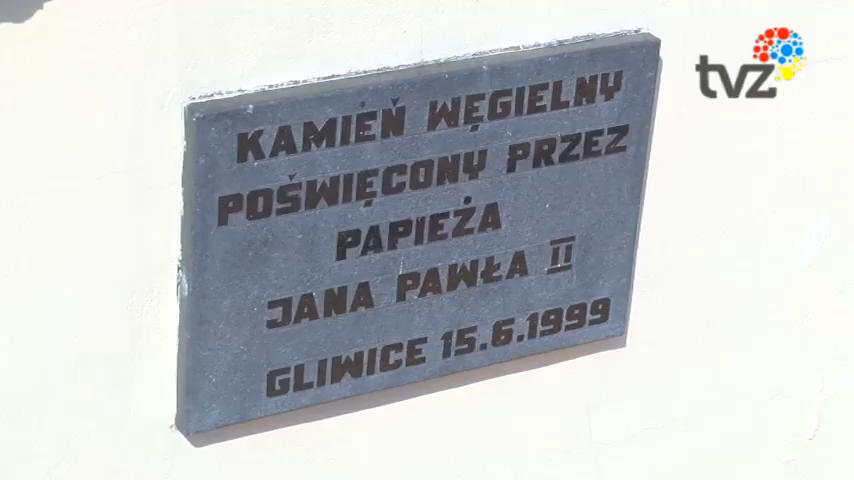 KAMIEŃ WĘGIELNY
POŚWIĘCONY PRZEZ
PAPIEŻA
JANA PAWŁA II
GLIWICE 15.6.1999
tvz